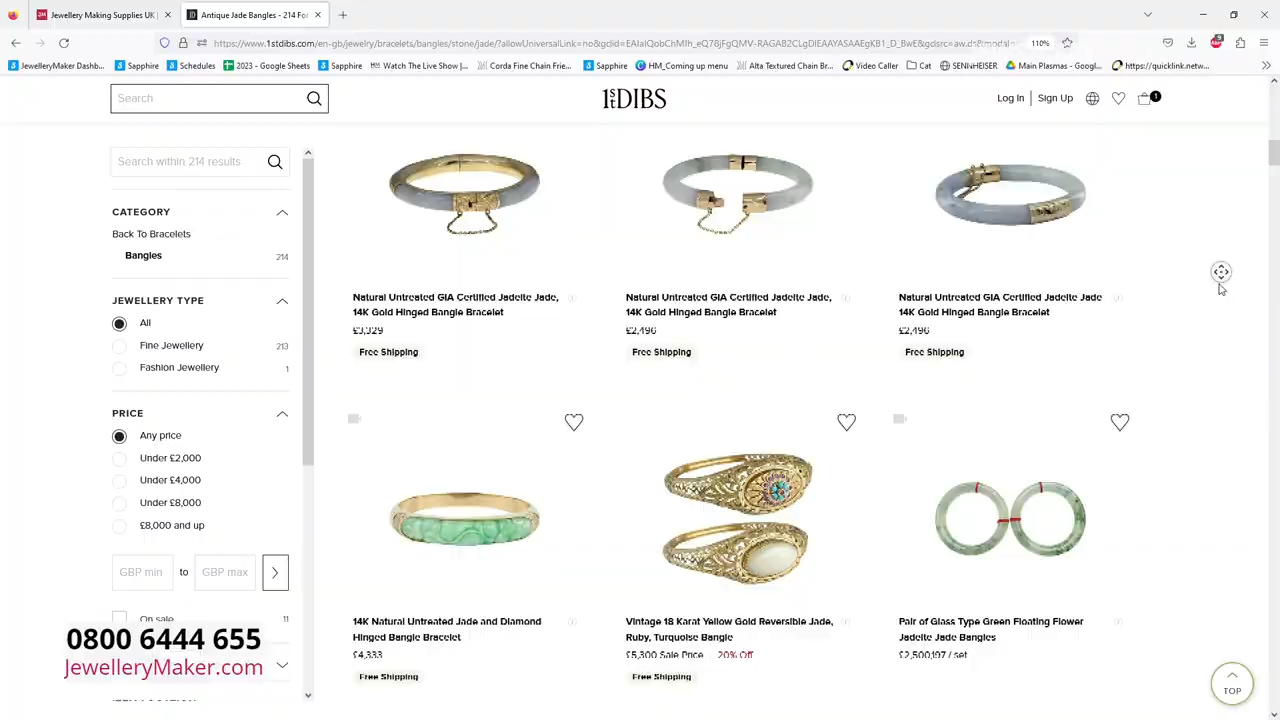 Jewellery Making Supplies UK |
Antique Jade Bangles - 214 For
https://www.1stdibs.com/en-gb/jewelry/bracelets/bangles/stone/jade/?
110%
9
JewelleryMaker Dashb...
Sapphire
Schedules
2023 - Google Sheets
Sapphire
Watch The Live Show |...
Corda Fine Chain Frie...
Sapphire
HM_Coming up menu
Alta Textured Chain Br...
Video Caller
Cat
SENNHEISER
Main Plasmas - Googl...
https://quicklink.netw...
Search
1STDIBS
Log In
Sign Up
1
Search within 214 results
CATEGORY
Back To Bracelets
Bangles 214
JEWELLERY TYPE
All
Fine Jewellery 213
Fashion Jewellery 1
PRICE
Any price
Under £2,000
Under £4,000
Under £8,000
£8,000 and up
GBP min to GBP max
On sale 11
Natural Untreated GIA Certified Jadeite Jade,
14K Gold Hinged Bangle Bracelet
£3,329
Free Shipping
Natural Untreated GIA Certified Jadeite Jade,
14K Gold Hinged Bangle Bracelet
£2,496
Free Shipping
Natural Untreated GIA Certified Jadeite Jade
14K Gold Hinged Bangle Bracelet
£2,496
Free Shipping
14K Natural Untreated Jade and Diamond
Hinged Bangle Bracelet
£4,333
Free Shipping
Vintage 18 Karat Yellow Gold Reversible Jade,
Ruby, Turquoise Bangle
£5,300 Sale Price 20% Off
Free Shipping
Pair of Glass Type Green Floating Flower
Jadeite Jade Bangles
£2,500,197 / set
TOP
0800 6444 655
JewelleryMaker.com